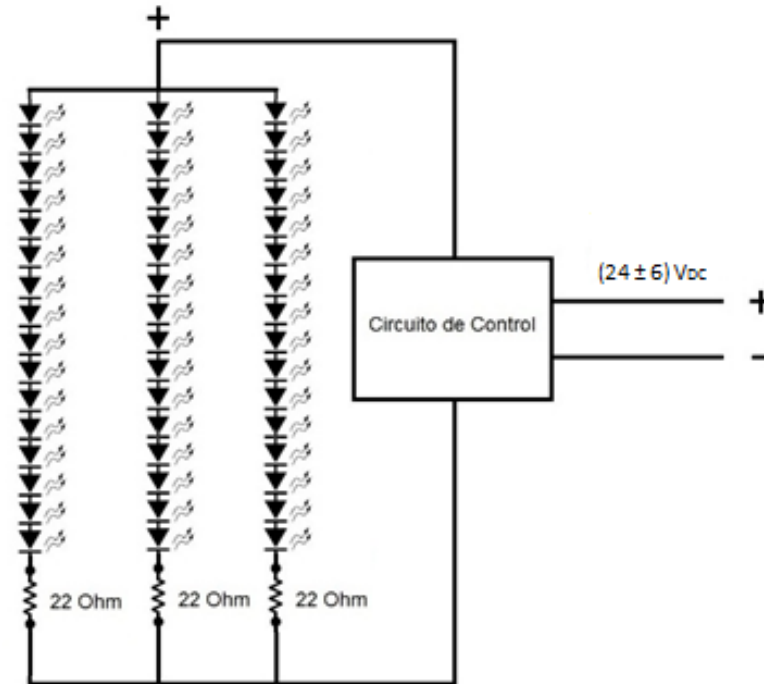 +
(24 ± 6) VDC
+
Circuito de Control
-
22 Ohm
22 Ohm
22 Ohm